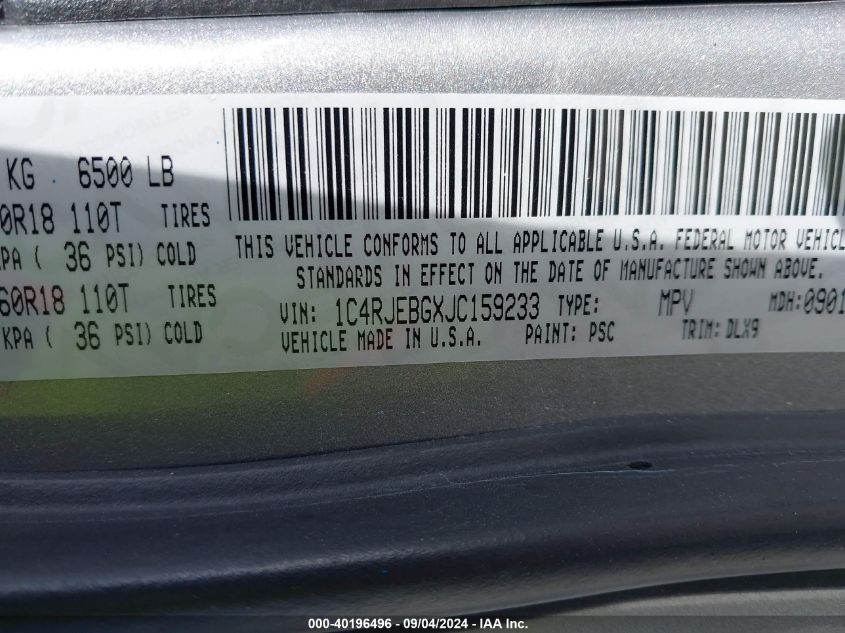 KG 6500 LB
0R18 110T TIRES
KPA ( 36 PSI) COLD
60R18 110T TIRES
KPA ( 36 PSI) COLD
THIS VEHICLE CONFORMS TO ALL APPLICABLE U.S.A. FEDERAL MOTOR VEHICL
STANDARDS IN EFFECT ON THE DATE OF MANUFACTURE SHOWN ABOVE.
VIN: 1C4RJEBGXJC159233 TYPE: MPV MDH:0901
VEHICLE MADE IN U.S.A. PAINT: PSC TRIM: DLX9
000-40196496 - 09/04/2024 - IAA Inc.